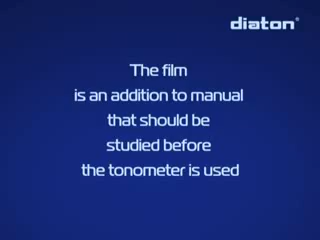 diaton®
The film
is an addition to manual
that should be
studied before
the tonometer is used